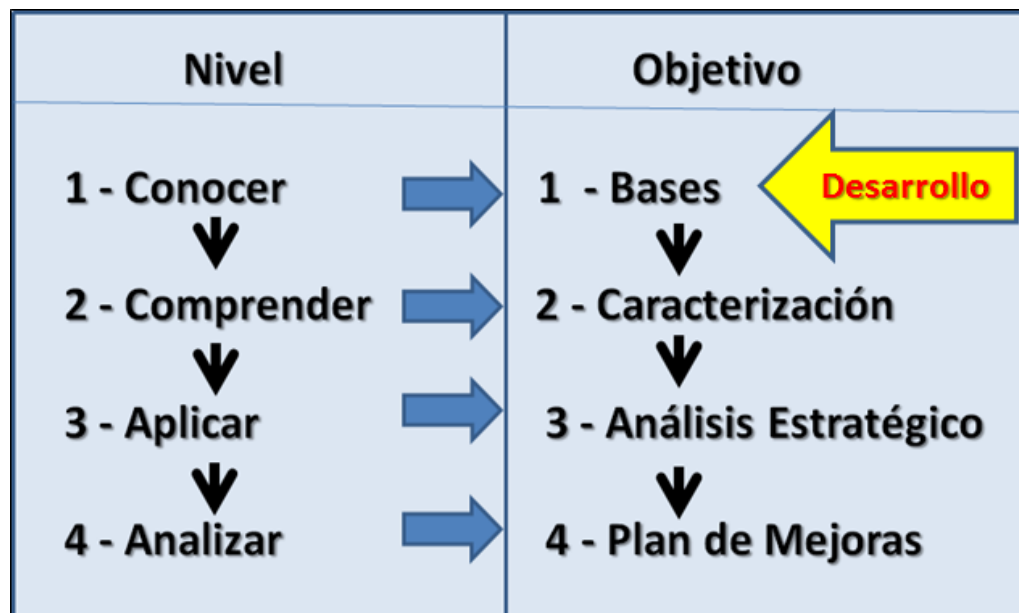 Nivel
Objetivo
1 - Conocer
1 - Bases
Desarrollo
2 - Comprender
2 - Caracterización
3 - Aplicar
3 - Análisis Estratégico
4 - Analizar
4 - Plan de Mejoras